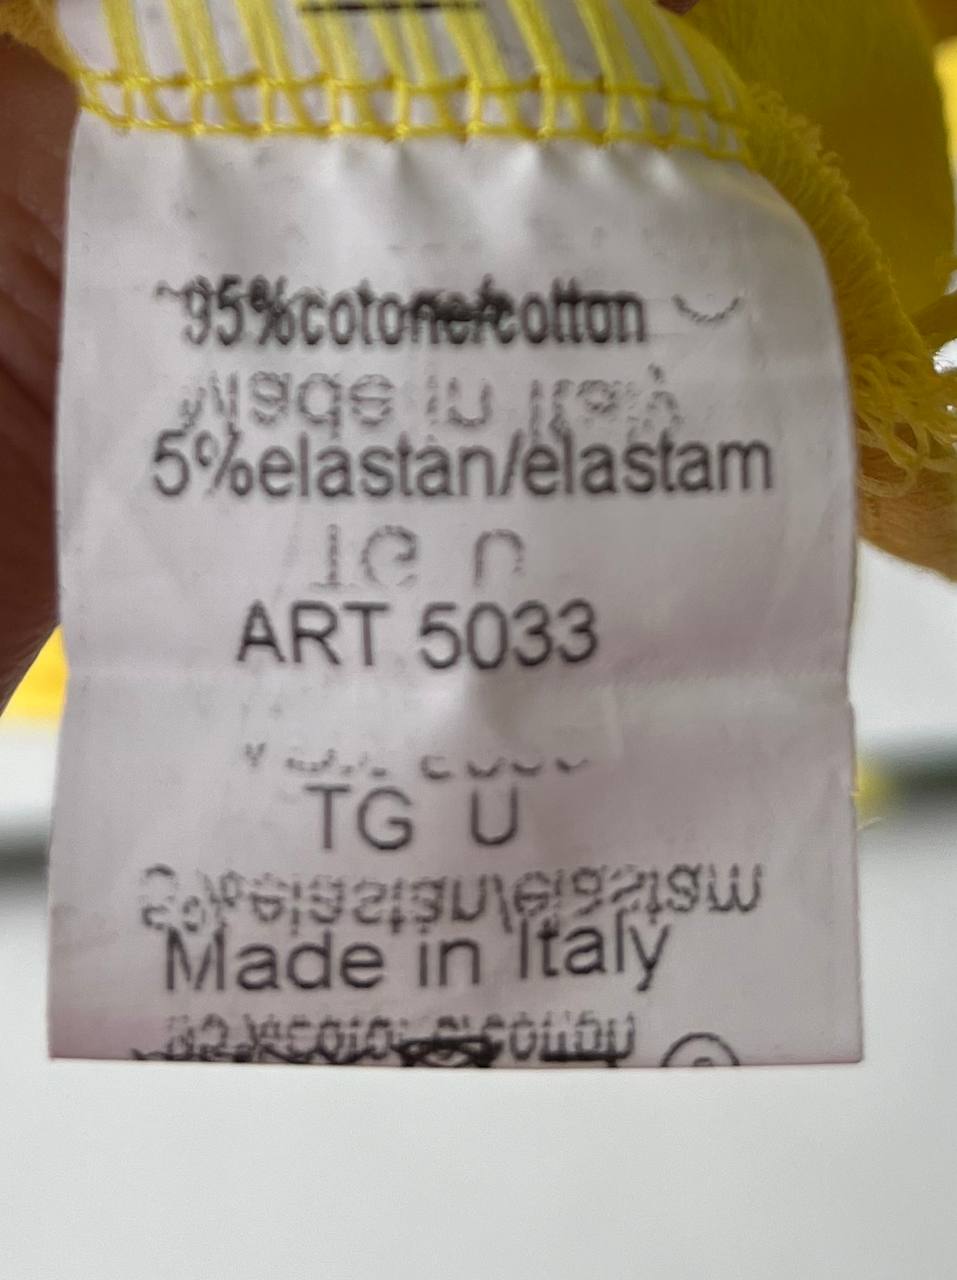 95%cotone/cotton
5%elastan/elastam
ART 5033
TG U
Made in Italy